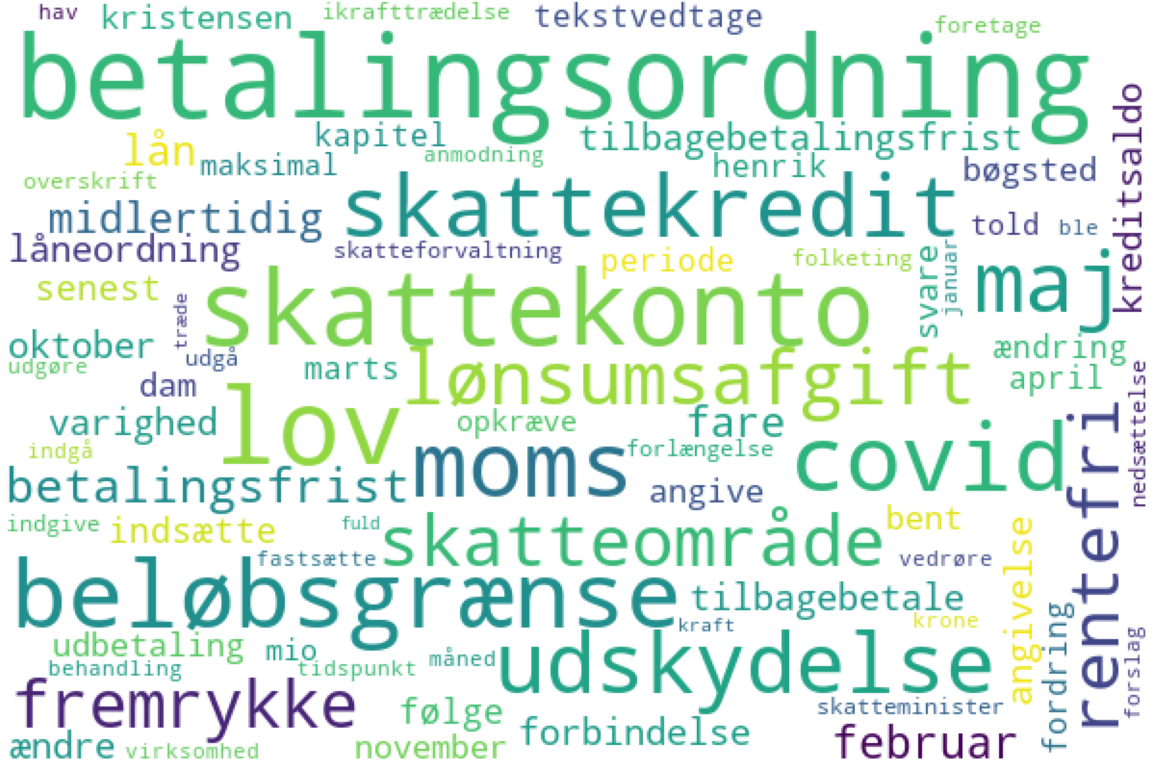 hav
kristensen
ikrafttrædelse
tekstvedtage
foretage
betalingsordning
kreditsaldo
lån
kapitel
tilbagebetalingsfrist
maksimal
anmodning
henrik
bøgsted
overskrift
midlertidig
skattekredit
told
ble
låneordning
skatteforvaltning
periode
folketing
svare
januar
maj
senest
træde
skattekonto
oktober
udgå
marts
lønsumsafgift
ændring
udgøre
dam
april
nedsættelse
varighed
lov
opkræve
fare
covid
rentefri
indgå
moms
forlængelse
betalingsfrist
angive
indgive
indsætte
fuld
skatteområde
bent
angivelse
fastsætte
vedrøre
beløbsgrænse
tilbagebetale
kraft
krone
fordring
forslag
udbetaling
mio
behandling
tidspunkt
måned
udskydelse
fremrykke
følge
skatteminister
ændre
virksomhed
november
forbindelse
februar